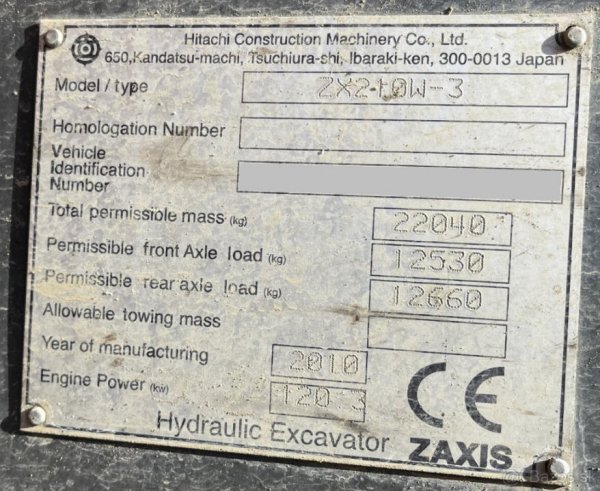 Hitachi Construction Machinery Co., Ltd.
650,Kandatsu-machi, Tsuchiura-shi, Ibaraki-ken, 300-0013 Japan
Model / type ZX210W-3
Homologation Number
Vehicle
Identification
Number
Total permissible mass (kg) 22040
Permissible front Axle load (kg) 12530
Permissible rear axle load (kg) 12660
Allowable towing mass
Year of manufacturing 2010
Engine Power (kw) 120 3
CE
Hydraulic Excavator ZAXIS